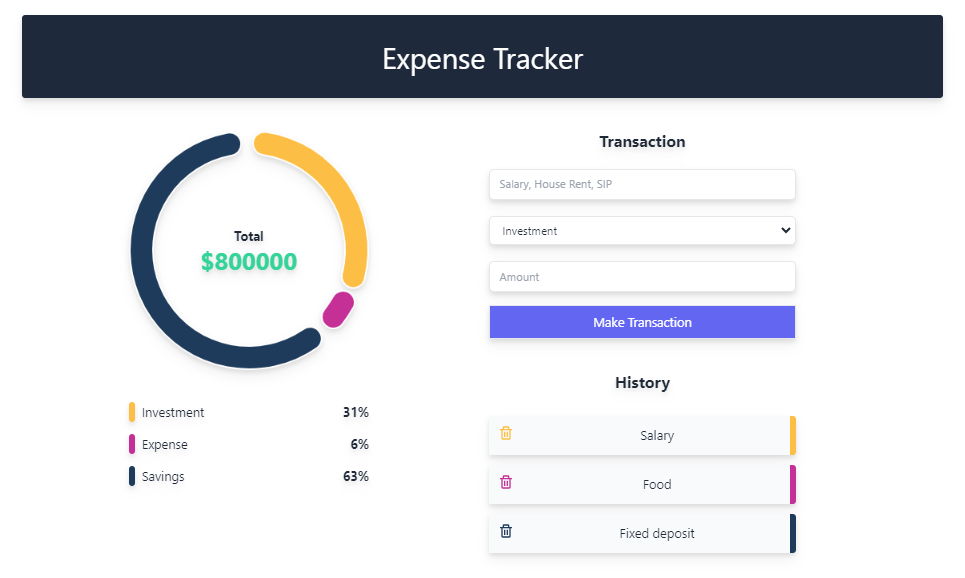 Expense Tracker
Total
$800000
Investment 31%
Expense 6%
Savings 63%
Transaction
Salary, House Rent, SIP
Investment
Amount
Make Transaction
History
Salary
Food
Fixed deposit